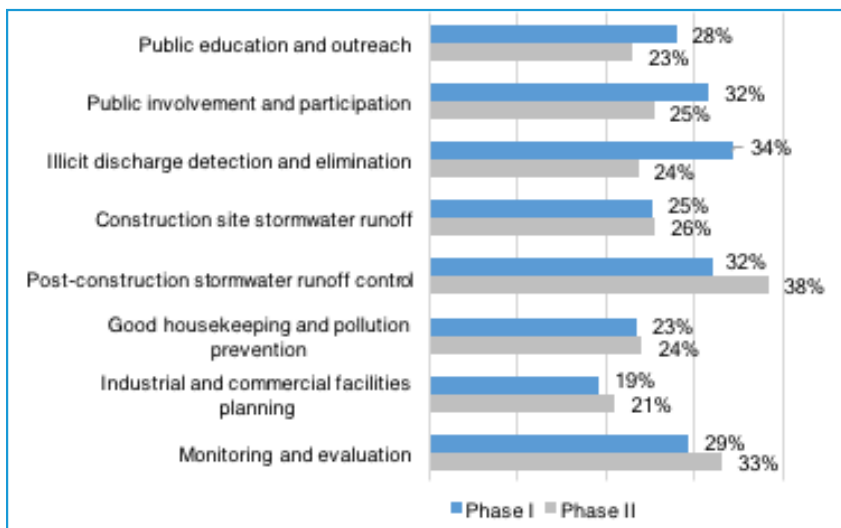 Public education and outreach
28%
23%
Public involvement and participation
32%
25%
Illicit discharge detection and elimination
34%
24%
Construction site stormwater runoff
25%
26%
Post-construction stormwater runoff control
32%
38%
Good housekeeping and pollution
prevention
23%
24%
Industrial and commercial facilities
planning
19%
21%
Monitoring and evaluation
29%
33%
Phase I Phase II